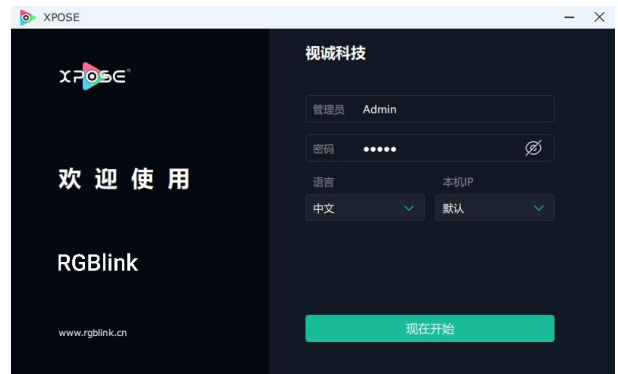 XPOSE
XPOSE
欢迎使用
RGBlink
www.rgblink.cn
视诚科技
管理员 Admin
密码 •••••
语言 本机IP
中文 默认
现在开始